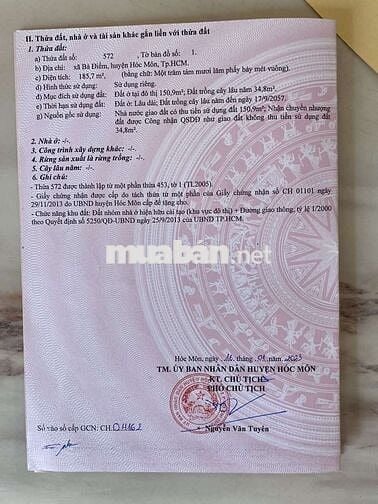 II. Thửa đất, nhà ở và tài sản khác gắn liền với thửa đất
1. Thửa đất:
a) Thửa đất số: 572 , Tờ bản đồ số: 1.
b) Địa chỉ: xã Bà Điểm, huyện Hóc Môn, Tp.HCM.
c) Diện tích: 185,7 m², (bằng chữ: Một trăm tám mươi lăm phẩy bảy mét vuông).
d) Hình thức sử dụng: Sử dụng riêng.
đ) Mục đích sử dụng đất: Đất ở tại đô thị 150,9m²; Đất trồng cây lâu năm 34,8m².
e) Thời hạn sử dụng đất: Đất ở: Lâu dài; Đất trồng cây lâu năm đến ngày 17/9/2057.
g) Nguồn gốc sử dụng: Nhà nước giao đất có thu tiền sử dụng đất 150,9m²; Nhận chuyển nhượng
đất được Công nhận QSDĐ như giao đất không thu tiền sử dụng đất
34,8m².
2. Nhà ở: -/-.
3. Công trình xây dựng khác: -/-.
4. Rừng sản xuất là rừng trồng: -/-.
5. Cây lâu năm: -/-.
6. Ghi chú:
- Thửa 572 được thành lập từ một phần thửa 453, tờ 1 (TL2005).
- Giấy chứng nhận được cấp do tách thửa từ một phần của Giấy chứng nhận số CH 01101 ngày
29/11/2013 do UBND huyện Hóc Môn cấp để tặng cho.
- Chức năng khu đất: Đất nhóm nhà ở hiện hữu cải tạo (khu vực đô thị) + Đường giao thông, tỷ lệ 1/2000
theo Quyết định số 5250/QĐ-UBND ngày 25/9/2013 của UBND TP.HCM.
muaban.net
Hóc Môn, ngày 16 tháng 01 năm 2023
TM. ỦY BAN NHÂN DÂN HUYỆN HÓC MÔN
KT. CHỦ TỊCH
PHÓ CHỦ TỊCH
Nguyễn Văn Tuyên
Số vào sổ cấp GCN: CH